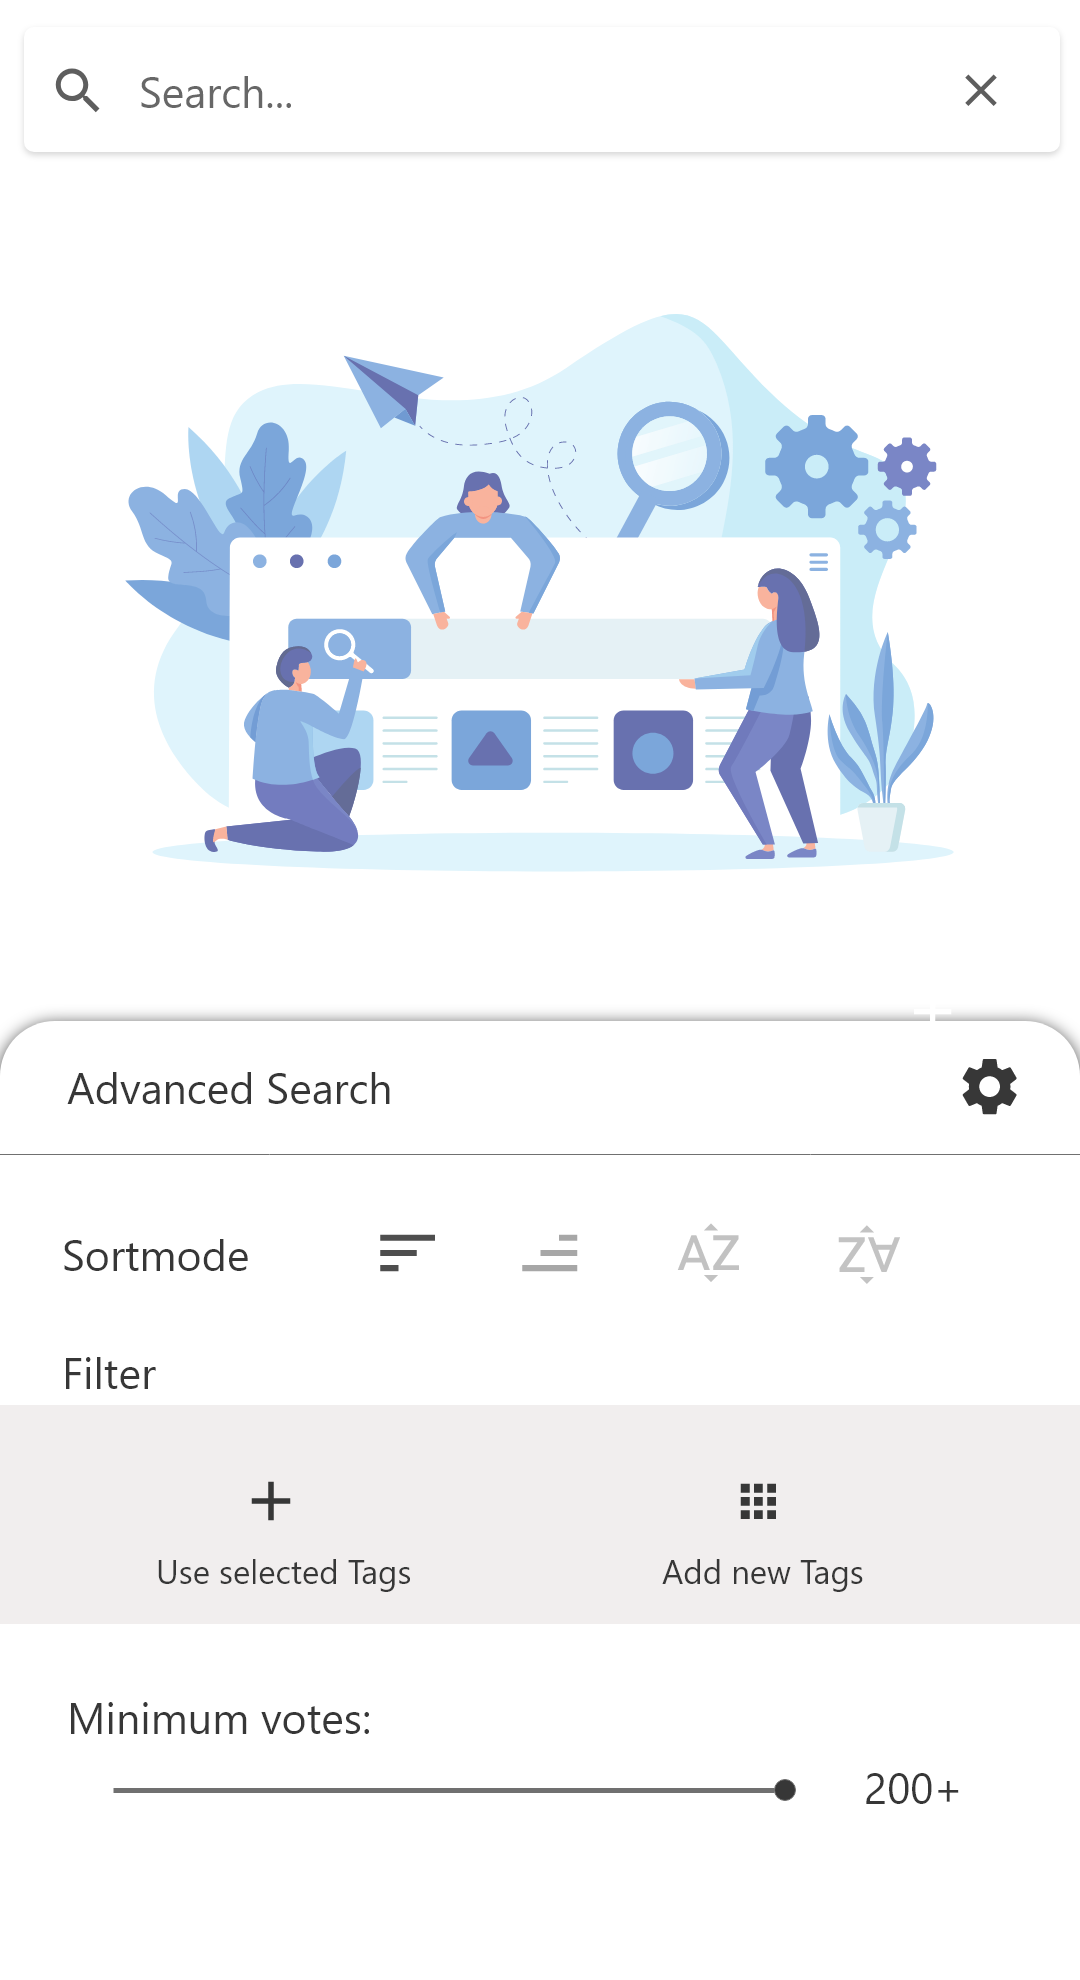 Search...
Advanced Search
Sortmode
AZ
ZA
Filter
Use selected Tags
Add new Tags
Minimum votes:
200+